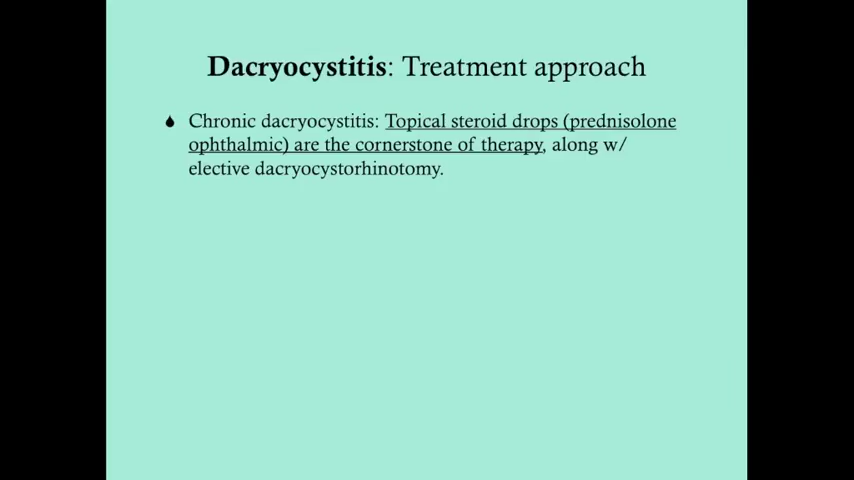 Dacryocystitis: Treatment approach
Chronic dacryocystitis: Topical steroid drops (prednisolone
ophthalmic) are the cornerstone of therapy, along w/
elective dacryocystorhinotomy.